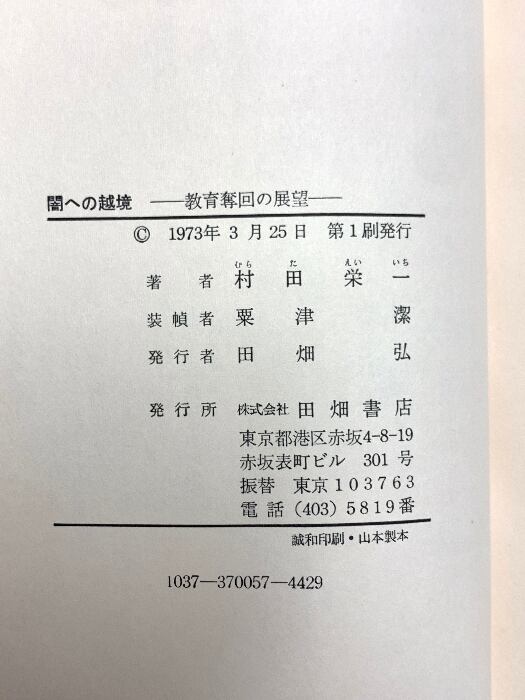 闇への越境 ――教育奪回の展望――
© 1973年3月25日 第1刷発行
むら た えい いち
著者 村田栄一
装幀者 粟津潔
発行者 田畑弘
発行所 株式会社 田畑書店
東京都港区赤坂4-8-19
赤坂表町ビル 301号
振替 東京103763
電話 (403) 5819番
誠和印刷・山本製本
1037―370057―4429